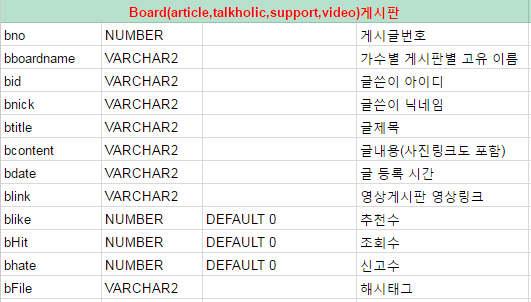 Board(article,talkholic,support,video)게시판
bno NUMBER 게시글번호
bboardname VARCHAR2 가수별 게시판별 고유 이름
bid VARCHAR2 글쓴이 아이디
bnick VARCHAR2 글쓴이 닉네임
btitle VARCHAR2 글제목
bcontent VARCHAR2 글내용(사진링크도 포함)
bdate VARCHAR2 글 등록 시간
blink VARCHAR2 영상게시판 영상링크
blike NUMBER DEFAULT 0 추천수
bHit NUMBER DEFAULT 0 조회수
bhate NUMBER DEFAULT 0 신고수
bFile VARCHAR2 해시태그